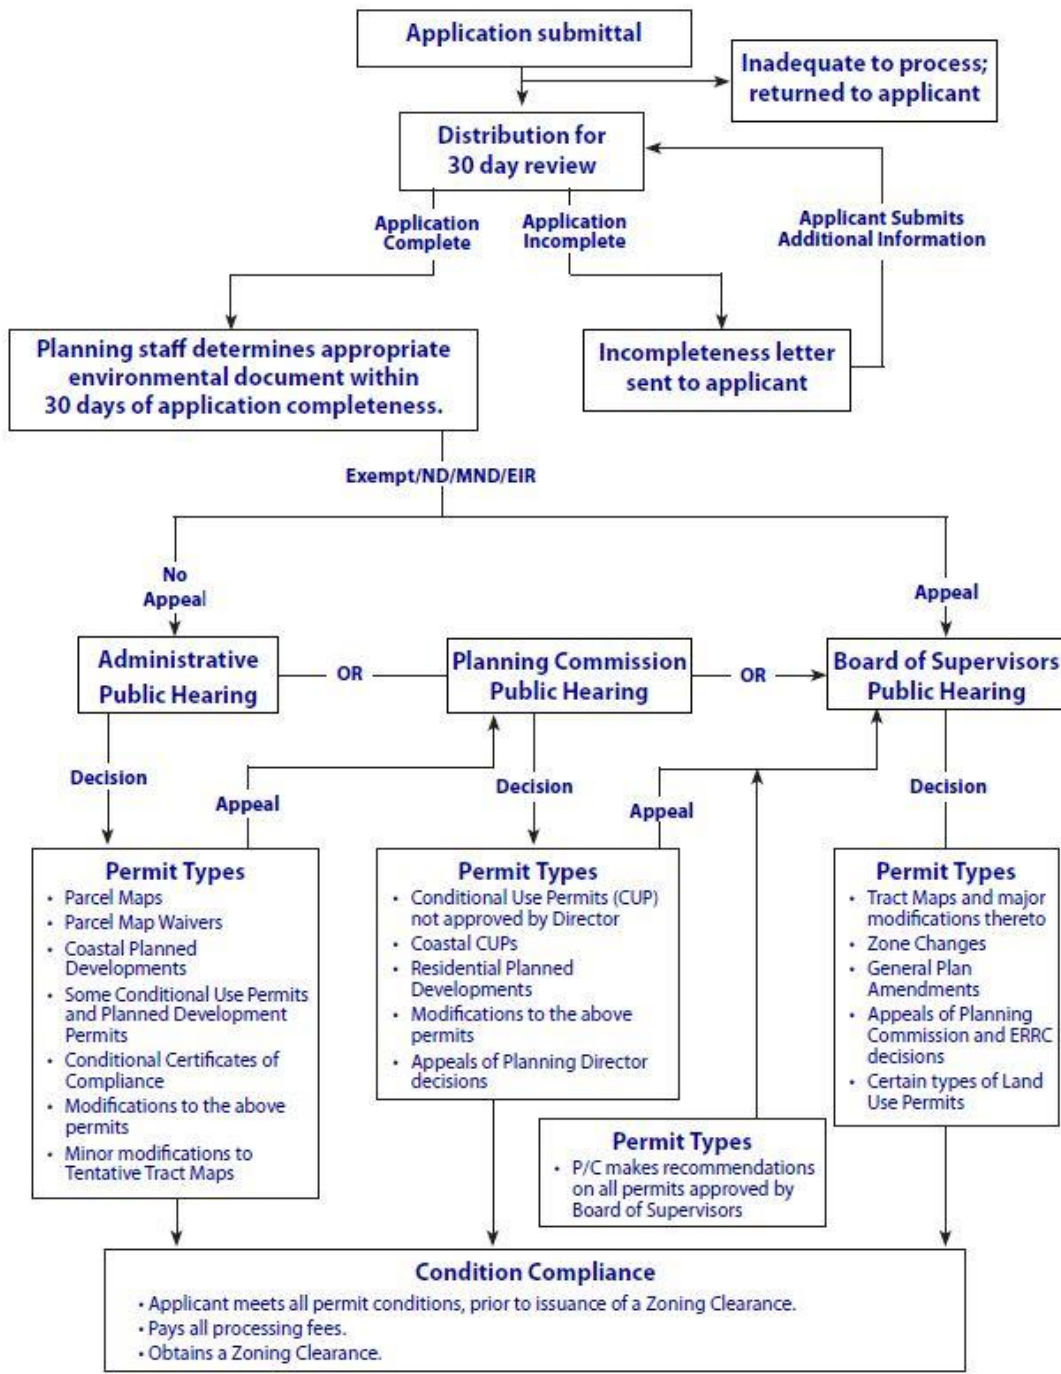 Application submittal
Inadequate to process;
returned to applicant
Distribution for
30 day review
Application
Complete
Application
Incomplete
Applicant Submits
Additional Information
Planning staff determines appropriate
environmental document within
30 days of application completeness.
Incompleteness letter
sent to applicant
Exempt/ND/MND/EIR
No
Appeal
Appeal
Administrative
Public Hearing
OR
Planning Commission
Public Hearing
OR
Board of Supervisors
Public Hearing
Decision
Appeal
Decision
Appeal
Decision
Permit Types
• Parcel Maps
• Parcel Map Waivers
• Coastal Planned
Developments
• Some Conditional Use Permits
and Planned Development
Permits
• Conditional Certificates of
Compliance
• Modifications to the above
permits
• Minor modifications to
Tentative Tract Maps
Permit Types
• Conditional Use Permits (CUP)
not approved by Director
• Coastal CUPs
• Residential Planned
Developments
• Modifications to the above
permits
• Appeals of Planning Director
decisions
Permit Types
• P/C makes recommendations
on all permits approved by
Board of Supervisors
Permit Types
• Tract Maps and major
modifications thereto
• Zone Changes
• General Plan
Amendments
• Appeals of Planning
Commission and ERRC
decisions
• Certain types of Land
Use Permits
Condition Compliance
• Applicant meets all permit conditions, prior to issuance of a Zoning Clearance.
• Pays all processing fees.
• Obtains a Zoning Clearance.